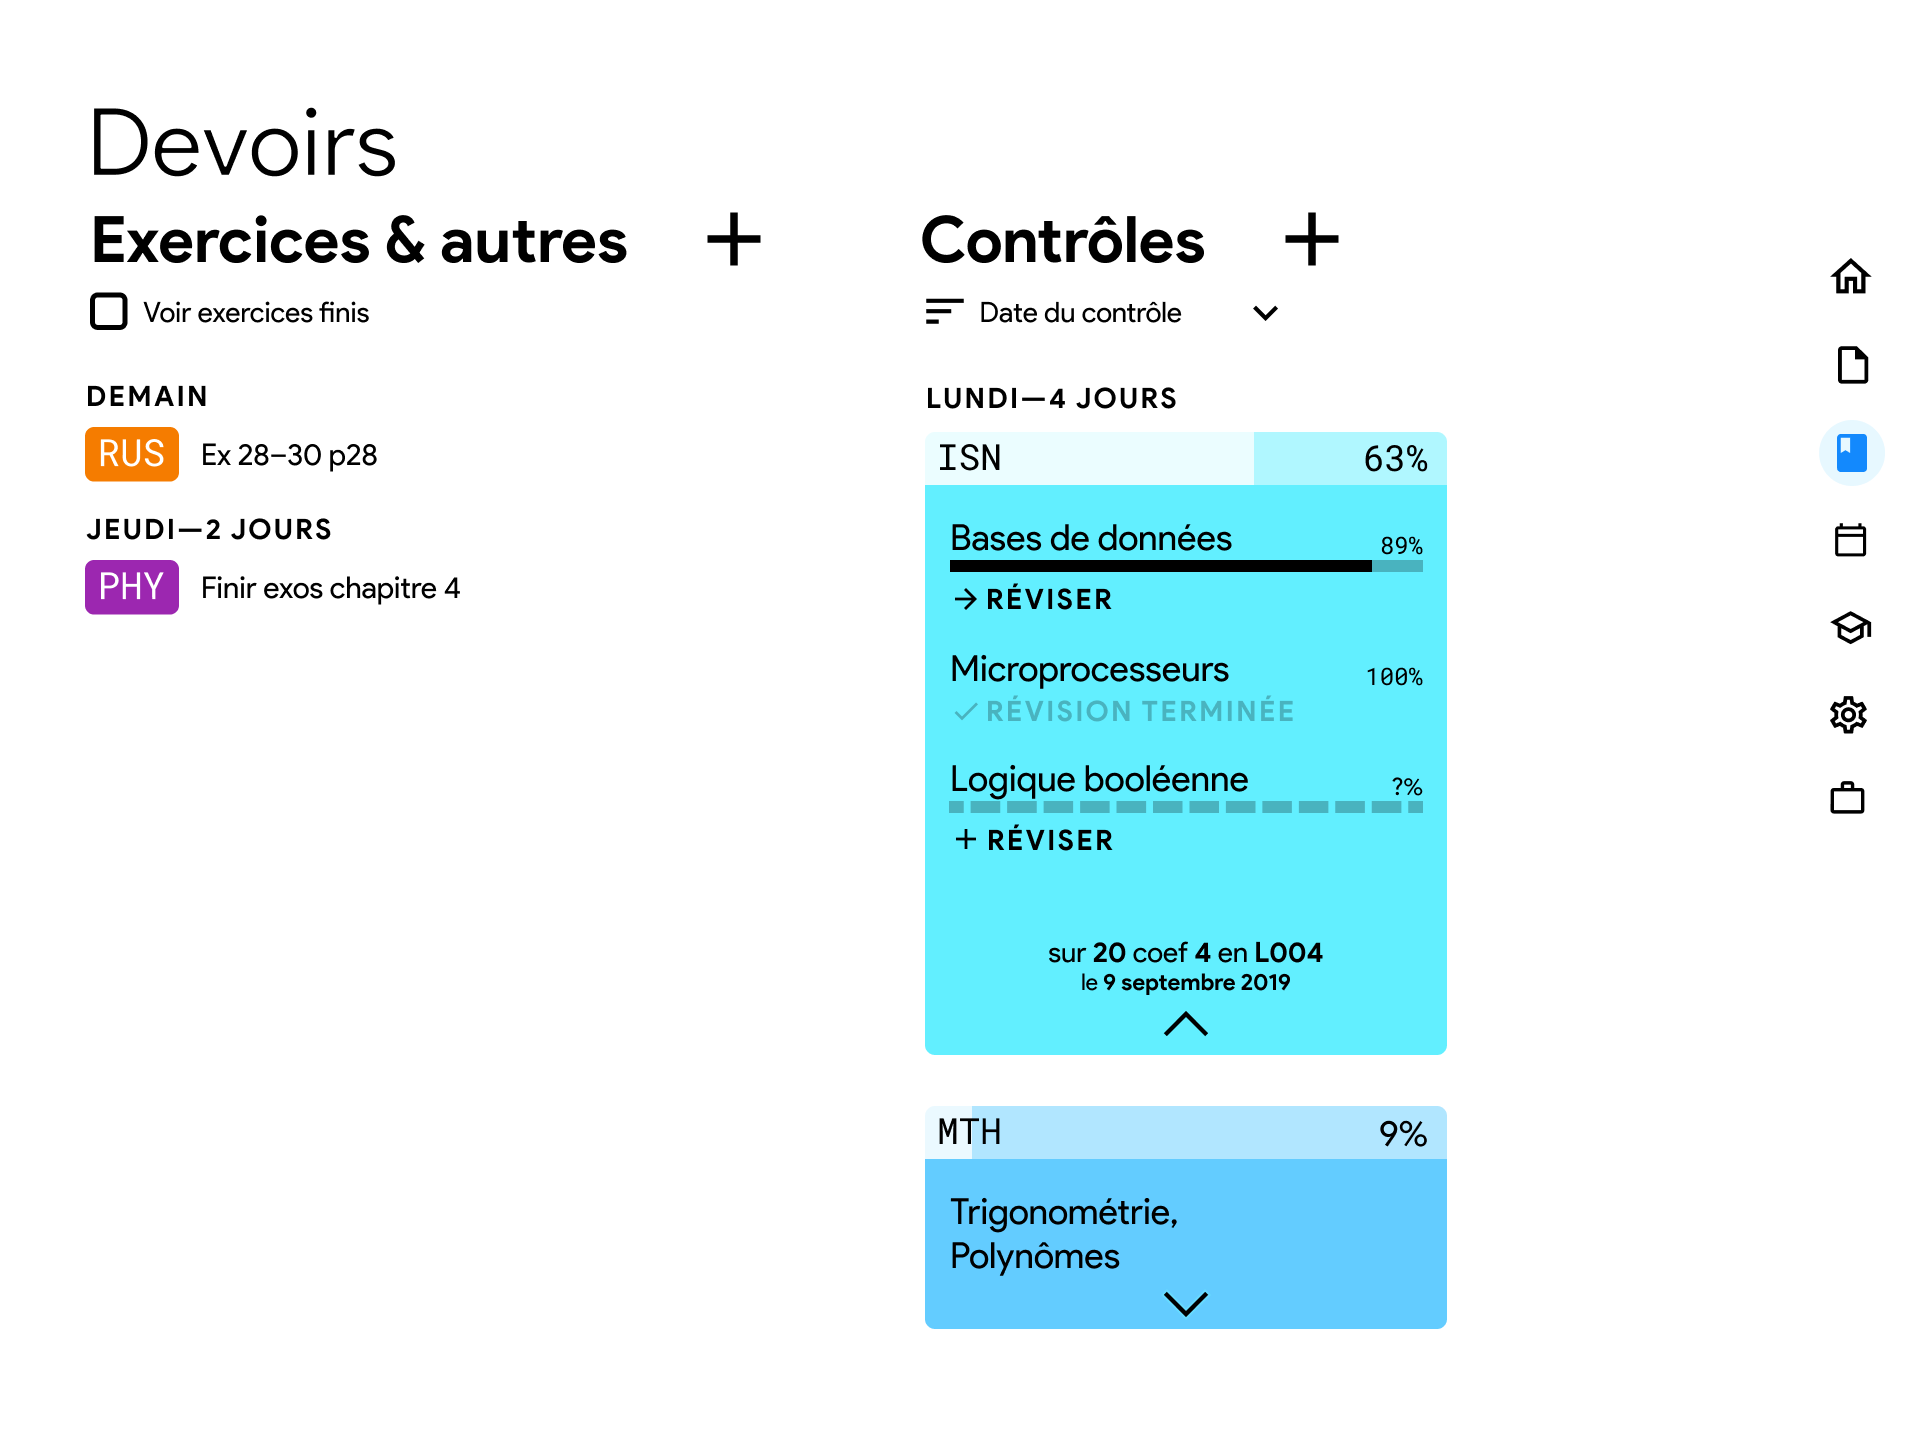 Devoirs
Exercices & autres
Voir exercices finis
DEMAIN
RUS Ex 28–30 p28
JEUDI—2 JOURS
PHY Finir exos chapitre 4
Contrôles
Date du contrôle
LUNDI—4 JOURS
ISN 63%
Bases de données 89%
RÉVISER
Microprocesseurs 100%
RÉVISION TERMINÉE
Logique booléenne ?%
RÉVISER
sur 20 coef 4 en L004
le 9 septembre 2019
MTH 9%
Trigonométrie,
Polynômes